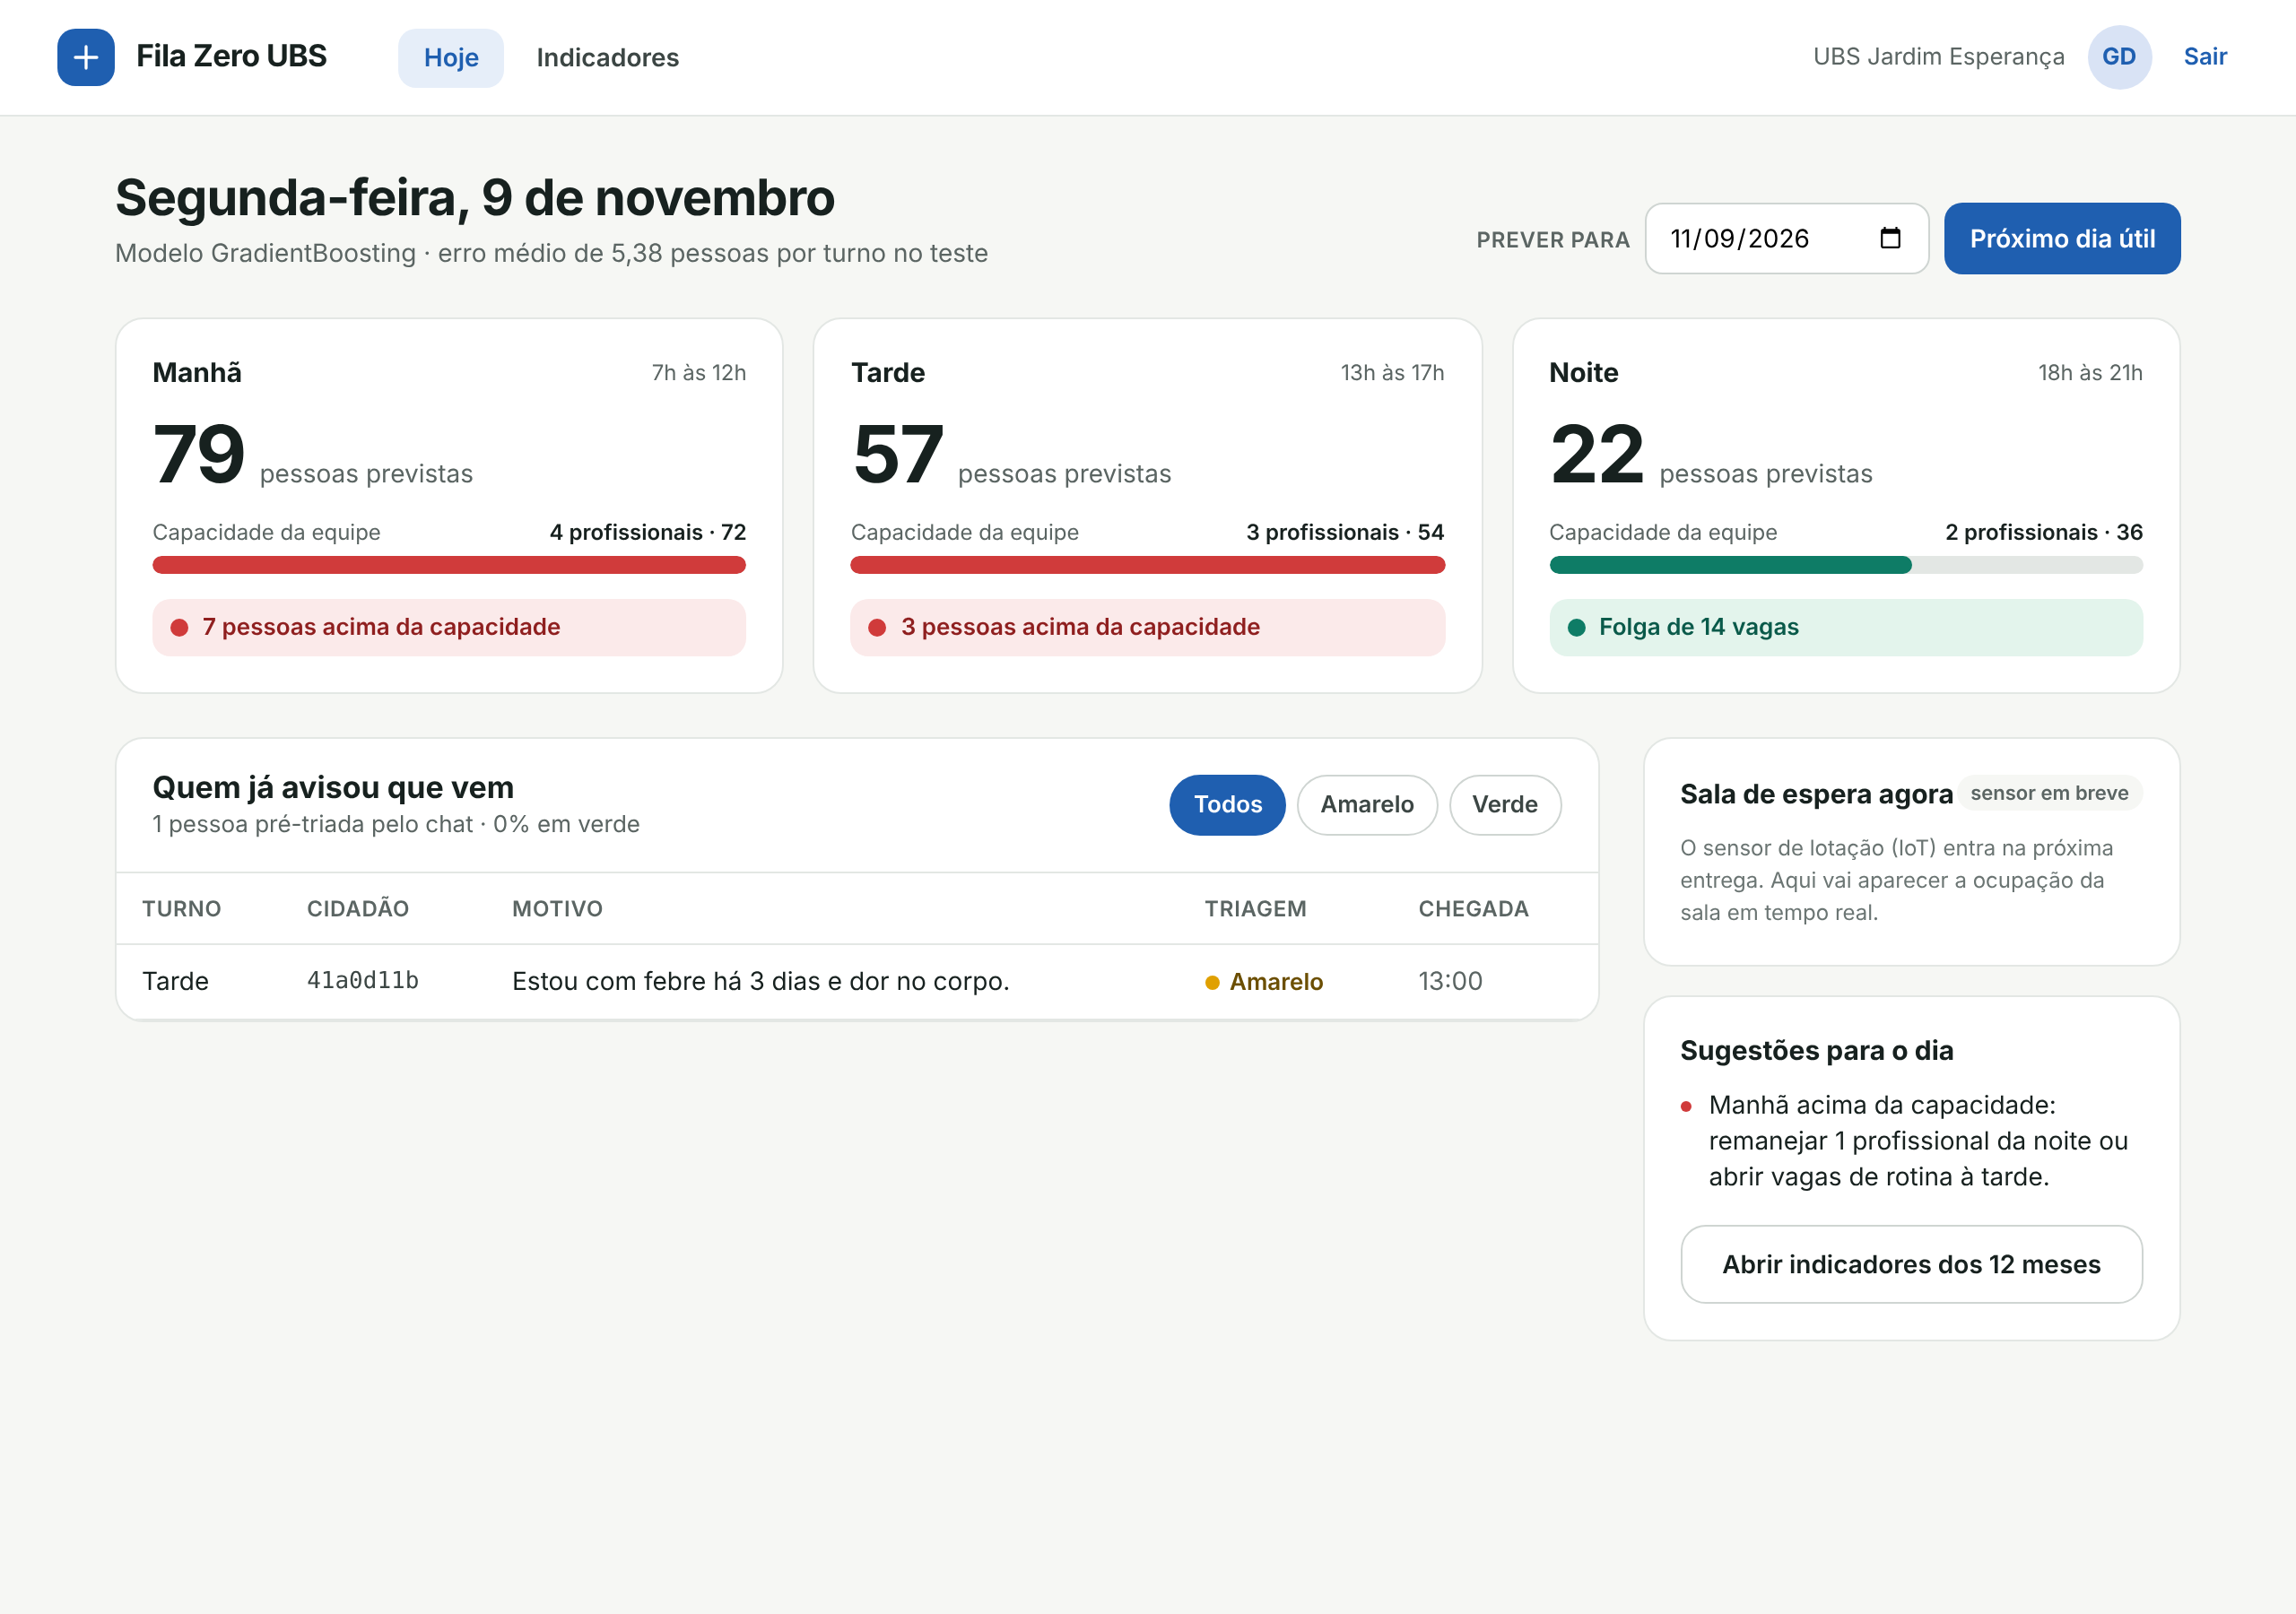 Fila Zero UBS
Hoje
Indicadores
UBS Jardim Esperança
GD
Sair
Segunda-feira, 9 de novembro
Modelo GradientBoosting · erro médio de 5,38 pessoas por turno no teste
PREVER PARA
11/09/2026
Próximo dia útil
Manhã
7h às 12h
79 pessoas previstas
Capacidade da equipe
4 profissionais · 72
7 pessoas acima da capacidade
Tarde
13h às 17h
57 pessoas previstas
Capacidade da equipe
3 profissionais · 54
3 pessoas acima da capacidade
Noite
18h às 21h
22 pessoas previstas
Capacidade da equipe
2 profissionais · 36
Folga de 14 vagas
Quem já avisou que vem
1 pessoa pré-triada pelo chat · 0% em verde
Todos
Amarelo
Verde
TURNO CIDADÃO MOTIVO TRIAGEM CHEGADA
Tarde 41a0d11b Estou com febre há 3 dias e dor no corpo. Amarelo 13:00
Sala de espera agora
sensor em breve
O sensor de lotação (IoT) entra na próxima
entrega. Aqui vai aparecer a ocupação da
sala em tempo real.
Sugestões para o dia
Manhã acima da capacidade:
remanejar 1 profissional da noite ou
abrir vagas de rotina à tarde.
Abrir indicadores dos 12 meses